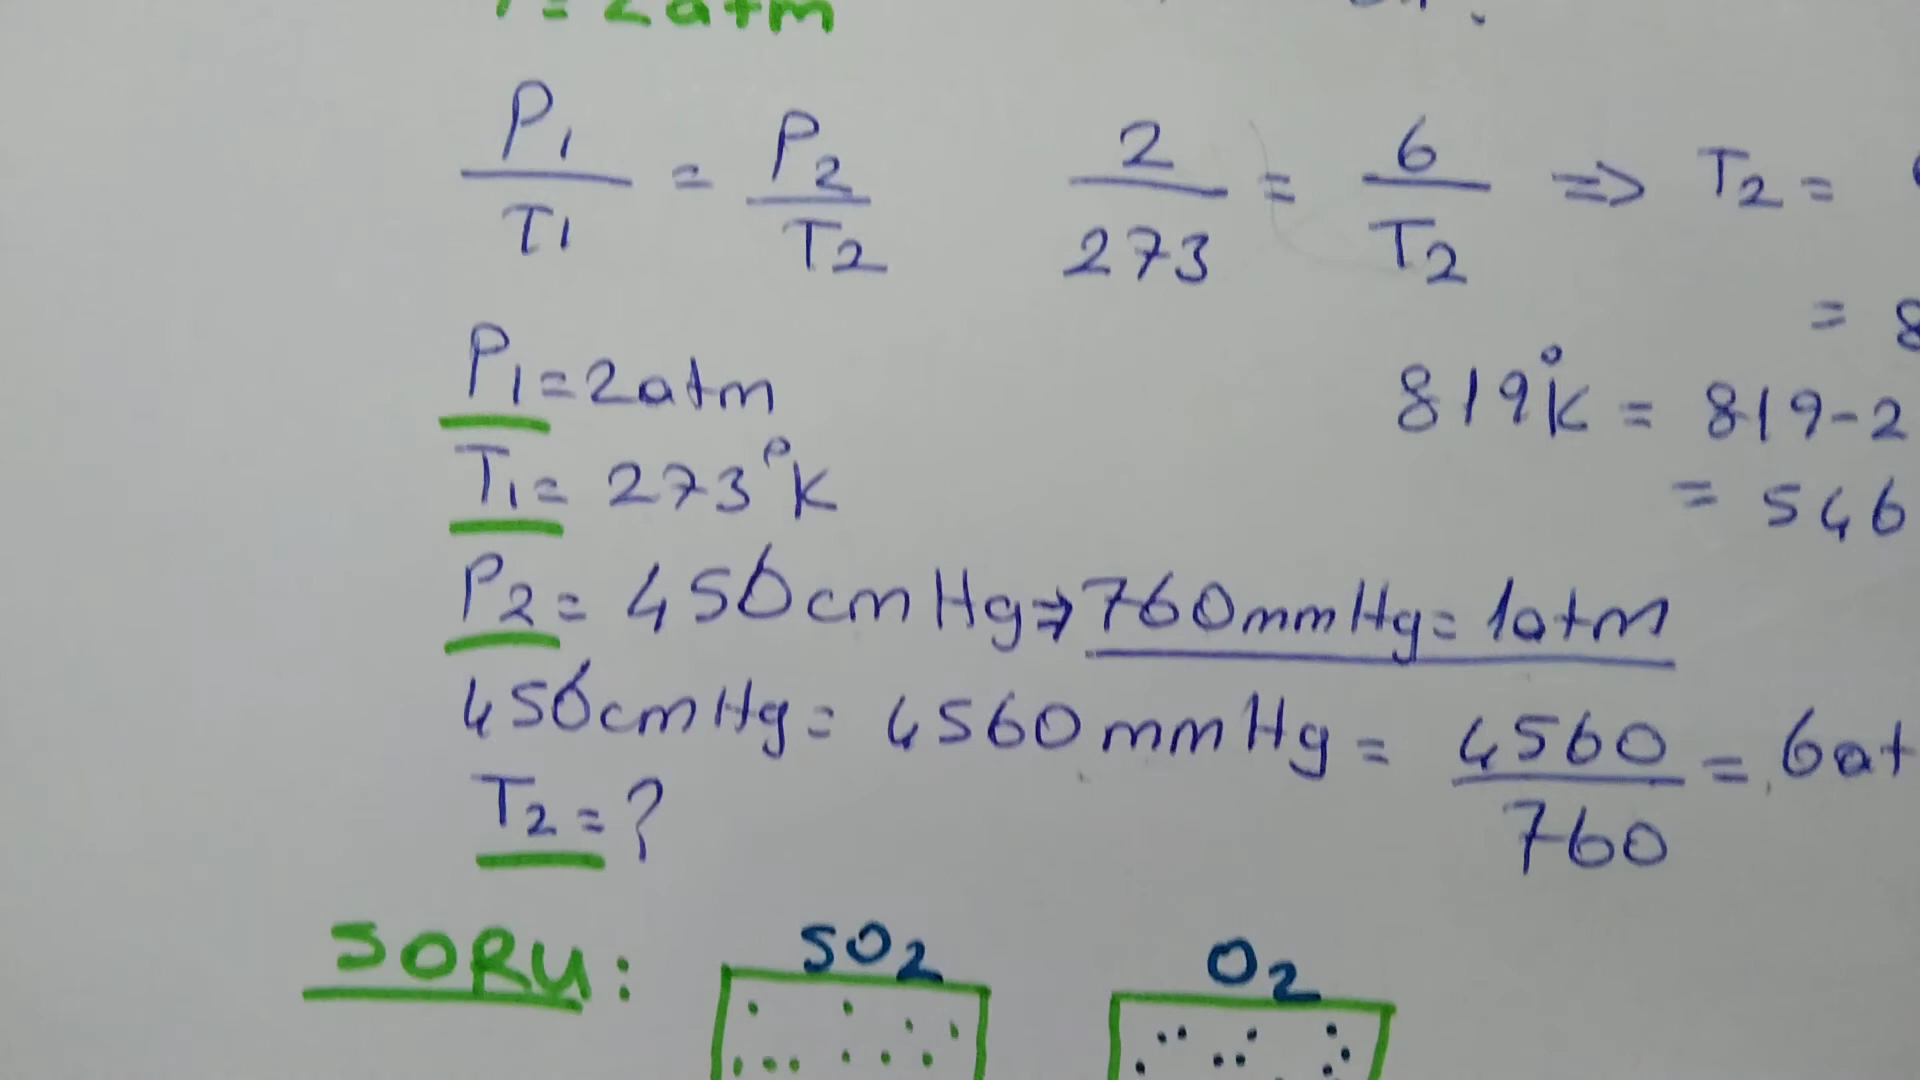 = 2atm
P1/T1 = P2/T2    2/273 = 6/T2 => T2 =
= 8
P1=2atm
819°K = 819-2
T1= 273°K
= 546
P2= 456cmHg⇒760mmHg=1atm
456cmHg= 4560mmHg= 4560/760 = 6at
T2=?
SORU: SO2 O2